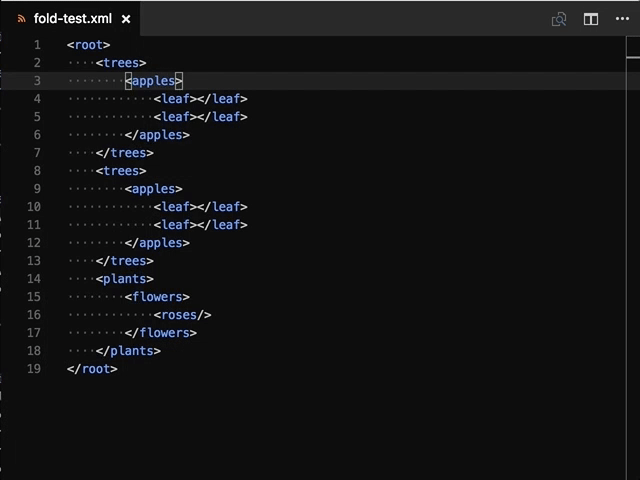 fold-test.xml
1 <root>
2 ····<trees>
3 ········<apples>
4 ············<leaf></leaf>
5 ············<leaf></leaf>
6 ········</apples>
7 ····</trees>
8 ····<trees>
9 ········<apples>
10 ············<leaf></leaf>
11 ············<leaf></leaf>
12 ········</apples>
13 ····</trees>
14 ····<plants>
15 ········<flowers>
16 ············<roses/>
17 ········</flowers>
18 ····</plants>
19 </root>